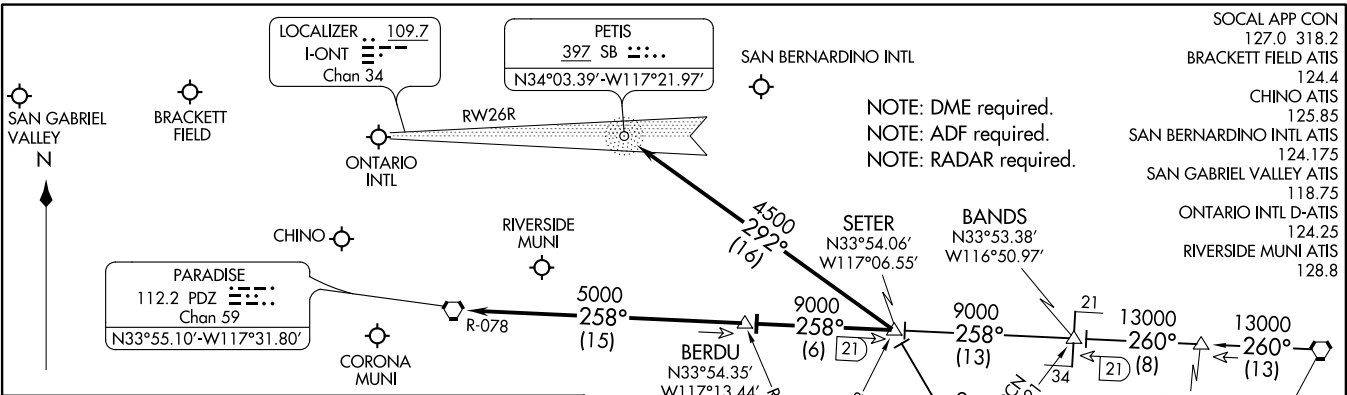 SOCAL APP CON
127.0 318.2
BRACKETT FIELD ATIS
124.4
CHINO ATIS
125.85
SAN BERNARDINO INTL ATIS
124.175
SAN GABRIEL VALLEY ATIS
118.75
ONTARIO INTL D-ATIS
124.25
RIVERSIDE MUNI ATIS
128.8
LOCALIZER 109.7
I-ONT
Chan 34
PETIS
397 SB
N34°03.39'-W117°21.97'
SAN BERNARDINO INTL
NOTE: DME required.
NOTE: ADF required.
NOTE: RADAR required.
SAN GABRIEL
VALLEY
N
BRACKETT
FIELD
RW26R
ONTARIO
INTL
CHINO
RIVERSIDE
MUNI
4500
292°
(16)
SETER
N33°54.06'
W117°06.55'
BANDS
N33°53.38'
W116°50.97'
PARADISE
112.2 PDZ
Chan 59
N33°55.10'-W117°31.80'
R-078
5000
258°
(15)
9000
258°
(6)
21
9000
258°
(13)
21
13000
260°
(8)
21
34
13000
260°
(13)
CORONA
MUNI
BERDU
N33°54.35'
W117°13.44'